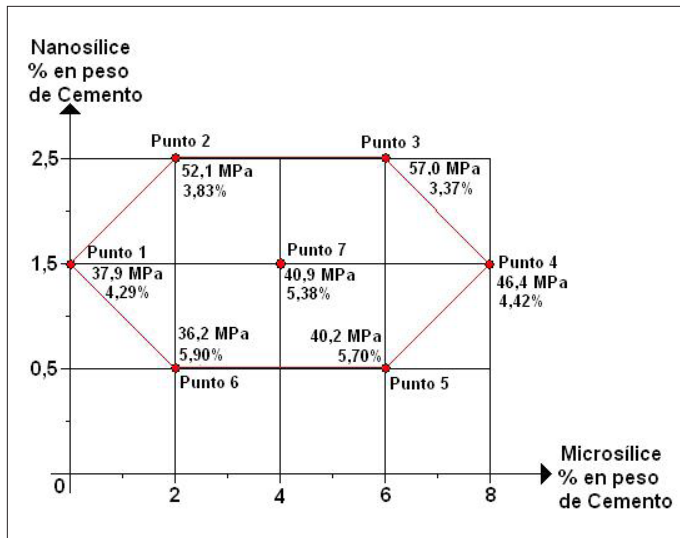 Nanosílice
% en peso
de Cemento
Punto 2
Punto 3
2,5
52,1 MPa
3,83%
57,0 MPa
3,37%
Punto 1
Punto 7
Punto 4
1,5
37,9 MPa
4,29%
40,9 MPa
5,38%
46,4 MPa
4,42%
36,2 MPa
5,90%
40,2 MPa
5,70%
0,5
Punto 6
Punto 5
Microsílice
% en peso
de Cemento
0
2
4
6
8